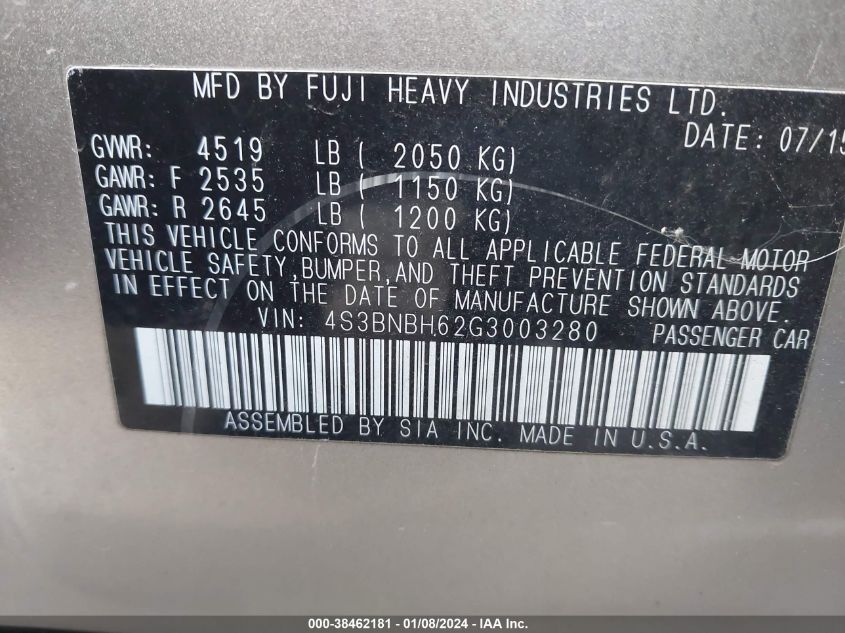 MFD BY FUJI HEAVY INDUSTRIES LTD.
DATE: 07/15
GVWR: 4519 LB ( 2050 KG)
GAWR: F 2535 LB ( 1150 KG)
GAWR: R 2645 LB ( 1200 KG)
THIS VEHICLE CONFORMS TO ALL APPLICABLE FEDERAL MOTOR
VEHICLE SAFETY,BUMPER,AND THEFT PREVENTION STANDARDS
IN EFFECT ON THE DATE OF MANUFACTURE SHOWN ABOVE.
VIN: 4S3BNBH62G3003280 PASSENGER CAR
ASSEMBLED BY SIA INC. MADE IN U.S.A.
000-38462181 - 01/08/2024 - IAA Inc.